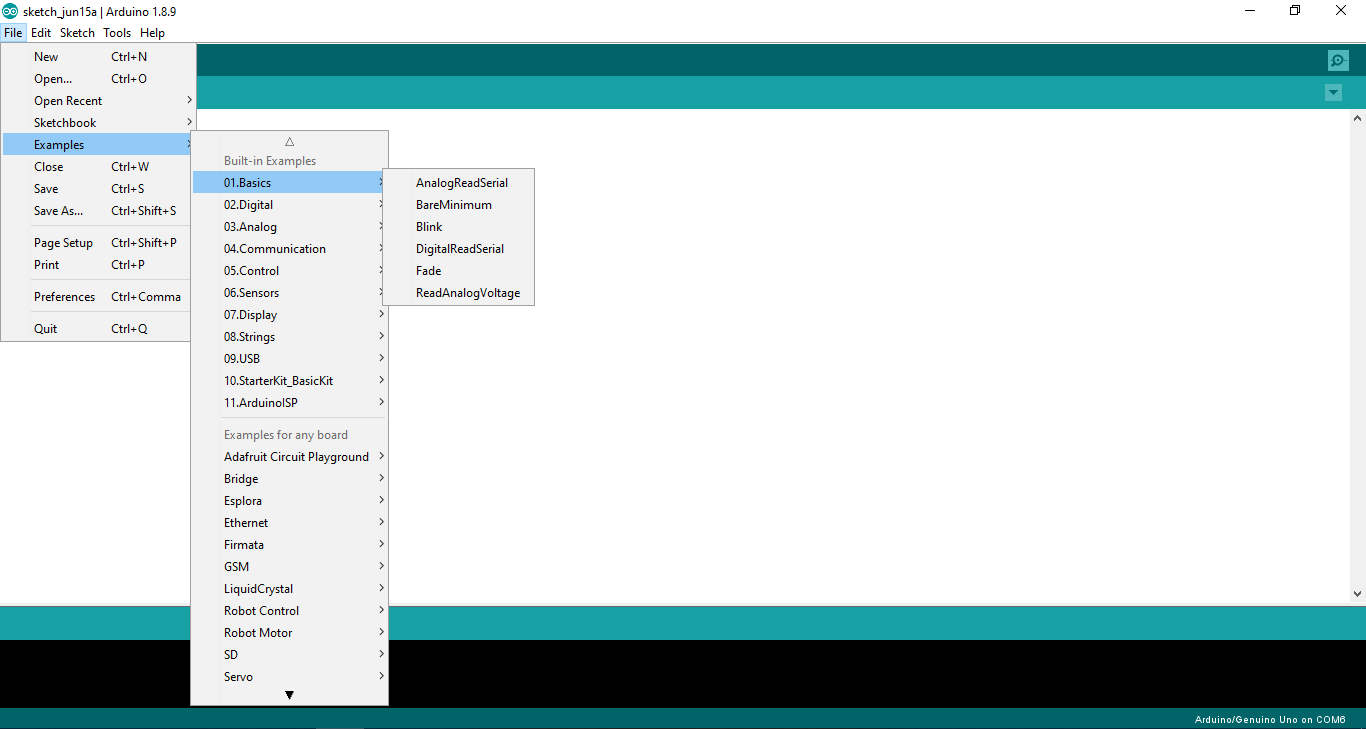 sketch_jun15a | Arduino 1.8.9
File Edit Sketch Tools Help
New Ctrl+N
Open... Ctrl+O
Open Recent
Sketchbook
Examples
Close Ctrl+W
Save Ctrl+S
Save As... Ctrl+Shift+S
Page Setup Ctrl+Shift+P
Print Ctrl+P
Preferences Ctrl+Comma
Quit Ctrl+Q
Built-in Examples
01.Basics
02.Digital
03.Analog
04.Communication
05.Control
06.Sensors
07.Display
08.Strings
09.USB
10.StarterKit_BasicKit
11.ArduinoISP
Examples for any board
Adafruit Circuit Playground
Bridge
Esplora
Ethernet
Firmata
GSM
LiquidCrystal
Robot Control
Robot Motor
SD
Servo
AnalogReadSerial
BareMinimum
Blink
DigitalReadSerial
Fade
ReadAnalogVoltage
Arduino/Genuino Uno on COM6